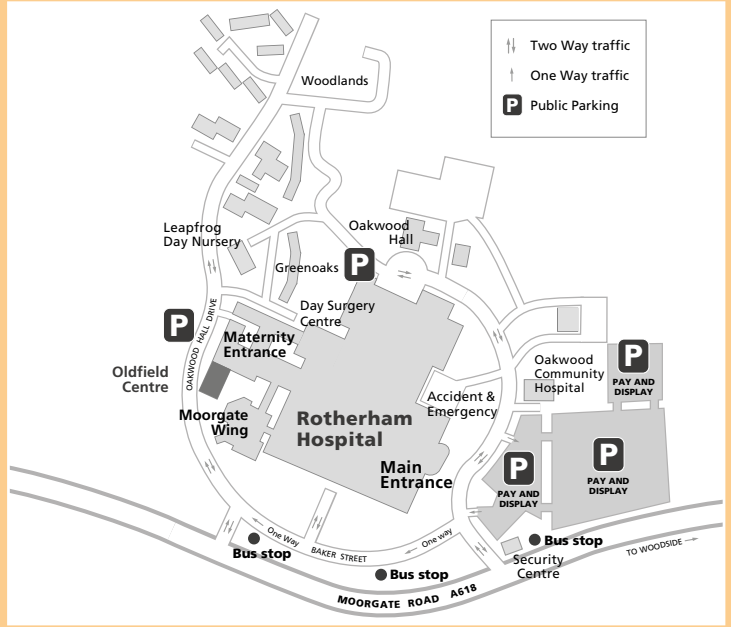 Two Way traffic
One Way traffic
P Public Parking
Woodlands
Leapfrog
Day Nursery
Oakwood
Hall
Greenoaks
P
Day Surgery
Centre
P
OAKWOOD HALL DRIVE
Maternity
Entrance
Oldfield
Centre
Moorgate
Wing
Rotherham
Hospital
Accident &
Emergency
Main
Entrance
Oakwood
Community
Hospital
P
PAY AND
DISPLAY
P
PAY AND
DISPLAY
P
PAY AND
DISPLAY
One Way
BAKER STREET
One way
Bus stop
Bus stop
Bus stop
Security
Centre
TO WOODSIDE
MOORGATE ROAD A618